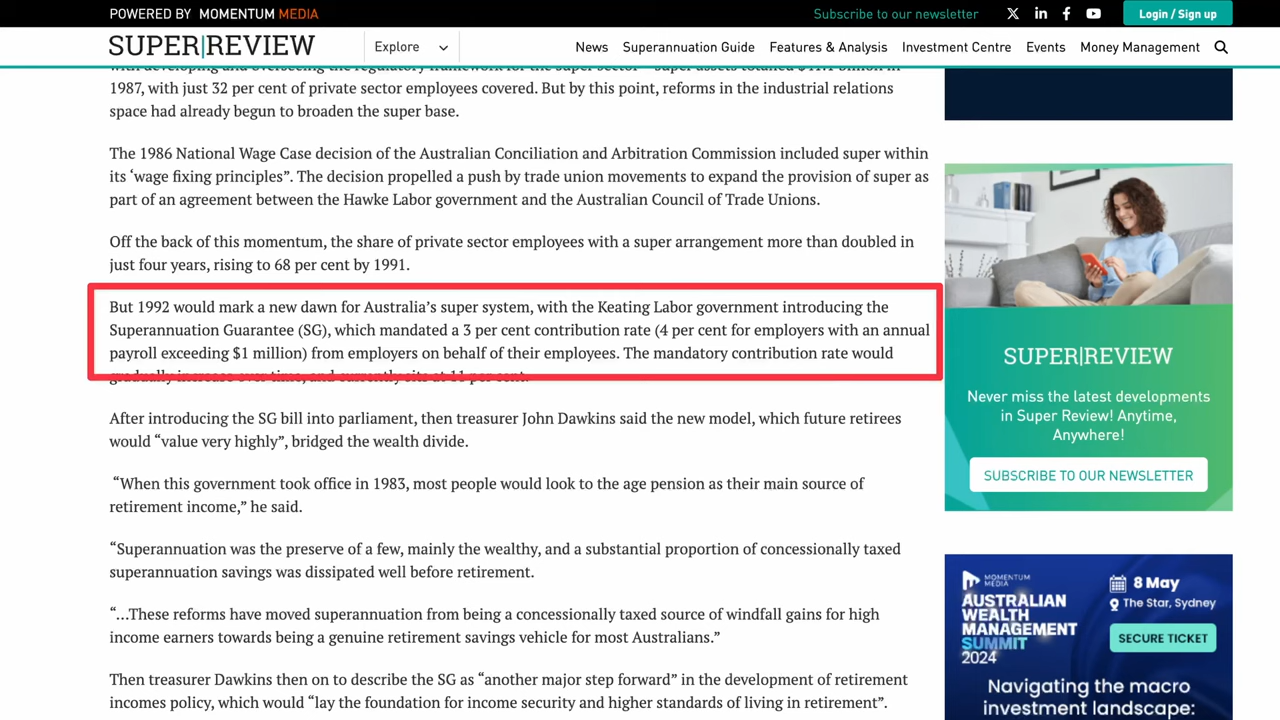 POWERED BY MOMENTUM MEDIA
Subscribe to our newsletter
Login / Sign up
SUPER|REVIEW
Explore
News
Superannuation Guide
Features & Analysis
Investment Centre
Events
Money Management
with developing and overseeing the regulatory framework for the super sector
1987, with just 32 per cent of private sector employees covered. But by this point, reforms in the industrial relations
space had already begun to broaden the super base.
The 1986 National Wage Case decision of the Australian Conciliation and Arbitration Commission included super within
its ‘wage fixing principles”. The decision propelled a push by trade union movements to expand the provision of super as
part of an agreement between the Hawke Labor government and the Australian Council of Trade Unions.
Off the back of this momentum, the share of private sector employees with a super arrangement more than doubled in
just four years, rising to 68 per cent by 1991.
But 1992 would mark a new dawn for Australia’s super system, with the Keating Labor government introducing the
Superannuation Guarantee (SG), which mandated a 3 per cent contribution rate (4 per cent for employers with an annual
payroll exceeding $1 million) from employers on behalf of their employees. The mandatory contribution rate would
gradually increase over time, and currently sits at 11 per cent.
After introducing the SG bill into parliament, then treasurer John Dawkins said the new model, which future retirees
would “value very highly”, bridged the wealth divide.
“When this government took office in 1983, most people would look to the age pension as their main source of
retirement income,” he said.
“Superannuation was the preserve of a few, mainly the wealthy, and a substantial proportion of concessionally taxed
superannuation savings was dissipated well before retirement.
“…These reforms have moved superannuation from being a concessionally taxed source of windfall gains for high
income earners towards being a genuine retirement savings vehicle for most Australians.”
Then treasurer Dawkins then on to describe the SG as “another major step forward” in the development of retirement
incomes policy, which would “lay the foundation for income security and higher standards of living in retirement”.
SUPER|REVIEW
Never miss the latest developments
in Super Review! Anytime,
Anywhere!
SUBSCRIBE TO OUR NEWSLETTER
MOMENTUM
MEDIA
AUSTRALIAN
WEALTH
MANAGEMENT
SUMMIT
2024
8 May
The Star, Sydney
SECURE TICKET
Navigating the macro
investment landscape: